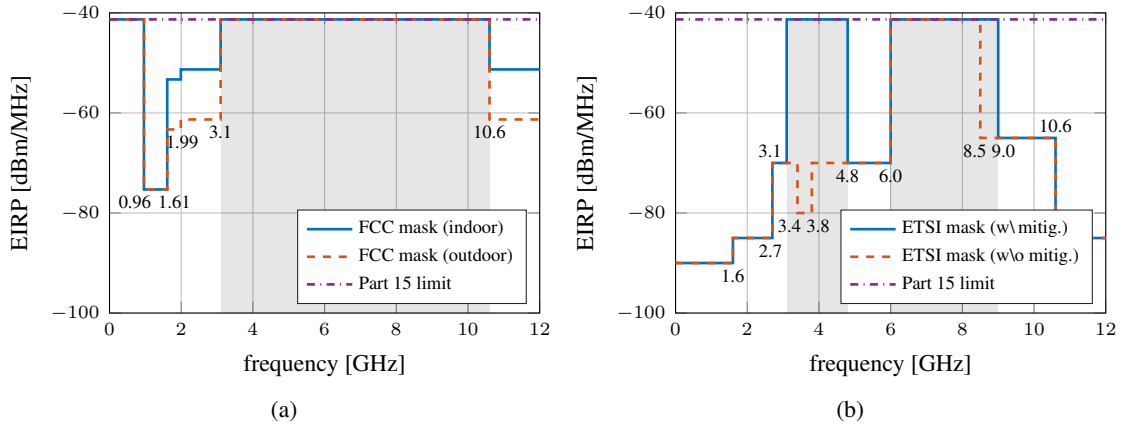 −40
−60
−80
−100
EIRP [dBm/MHz]
0.96
1.61
1.99
3.1
10.6
FCC mask (indoor)
FCC mask (outdoor)
Part 15 limit
0 2 4 6 8 10 12
frequency [GHz]
(a)
−40
−60
−80
−100
EIRP [dBm/MHz]
3.1
10.6
8.5 9.0
4.8 6.0
3.4 3.8
2.7
1.6
ETSI mask (w\ mitig.)
ETSI mask (w\o mitig.)
Part 15 limit
0 2 4 6 8 10 12
frequency [GHz]
(b)